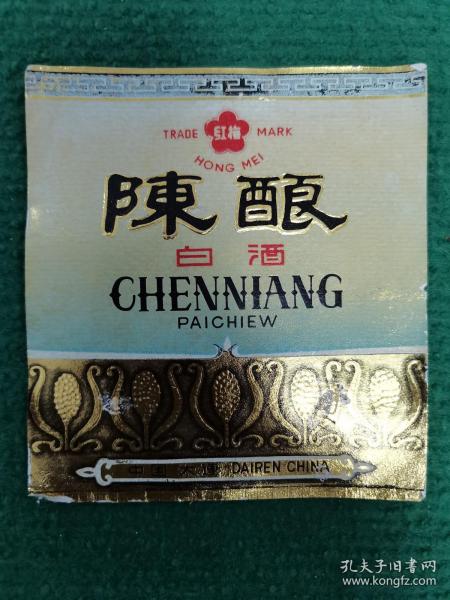 TRADE 红梅 MARK
HONG MEI
陳酿
白酒
CHENNIANG
PAICHIEW
中国大連 DAIREN CHINA
孔夫子旧书网
www.kongfz.com